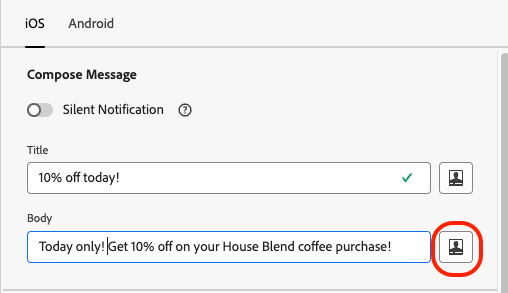 iOS Android
Compose Message
Silent Notification ?
Title
10% off today!
Body
Today only! Get 10% off on your House Blend coffee purchase!